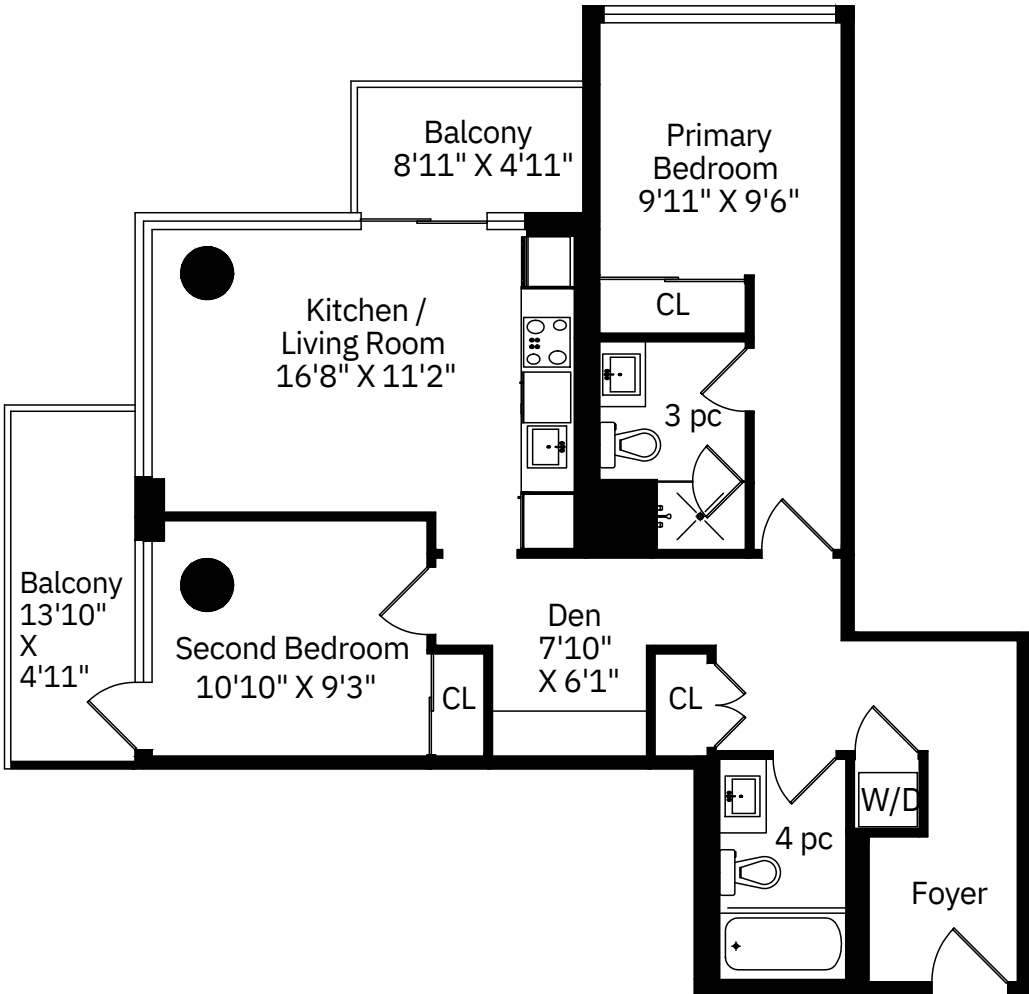 Balcony
8'11" X 4'11"
Primary
Bedroom
9'11" X 9'6"
CL
Kitchen /
Living Room
16'8" X 11'2"
3 pc
Balcony
13'10"
X
4'11"
Second Bedroom
10'10" X 9'3"
CL
Den
7'10"
X 6'1"
CL
W/D
4 pc
Foyer